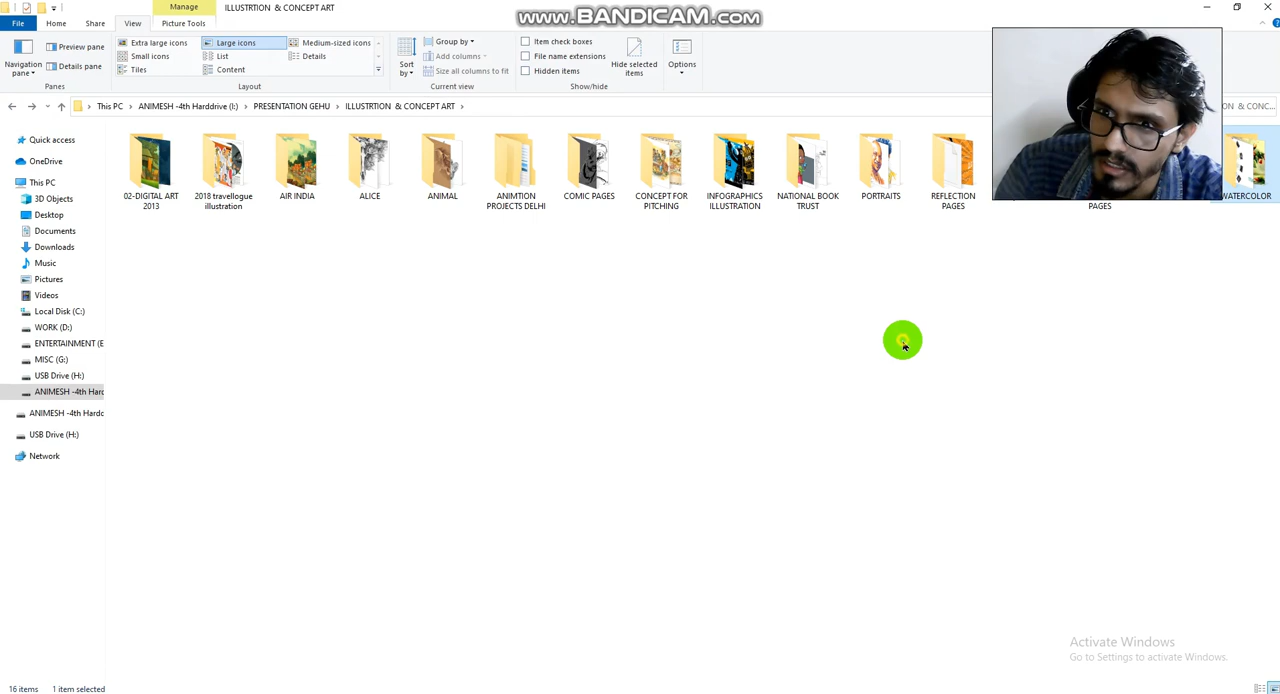 Manage
ILLUSTRTION & CONCEPT ART
www.BANDICAM.com
File
Home
Share
View
Picture Tools
Navigation
pane
Preview pane
Details pane
Panes
Extra large icons
Large icons
Medium-sized icons
Small icons
List
Details
Tiles
Content
Layout
Sort
by
Group by
Add columns
Size all columns to fit
Current view
Item check boxes
File name extensions
Hidden items
Hide selected
items
Show/hide
Options
This PC
ANIMESH -4th Harddrive (I:)
PRESENTATION GEHU
ILLUSTRTION & CONCEPT ART
ON & CONC...
Quick access
OneDrive
This PC
3D Objects
Desktop
Documents
Downloads
Music
Pictures
Videos
Local Disk (C:)
WORK (D:)
ENTERTAINMENT (E
MISC (G:)
USB Drive (H:)
ANIMESH -4th Hard
ANIMESH -4th Hardd
USB Drive (H:)
Network
02-DIGITAL ART
2013
2018 travellogue
illustration
AIR INDIA
ALICE
ANIMAL
ANIMTION
PROJECTS DELHI
COMIC PAGES
CONCEPT FOR
PITCHING
INFOGRAPHICS
ILLUSTRATION
NATIONAL BOOK
TRUST
PORTRAITS
REFLECTION
PAGES
PAGES
WATERCOLOR
Activate Windows
Go to Settings to activate Windows.
16 items
1 item selected